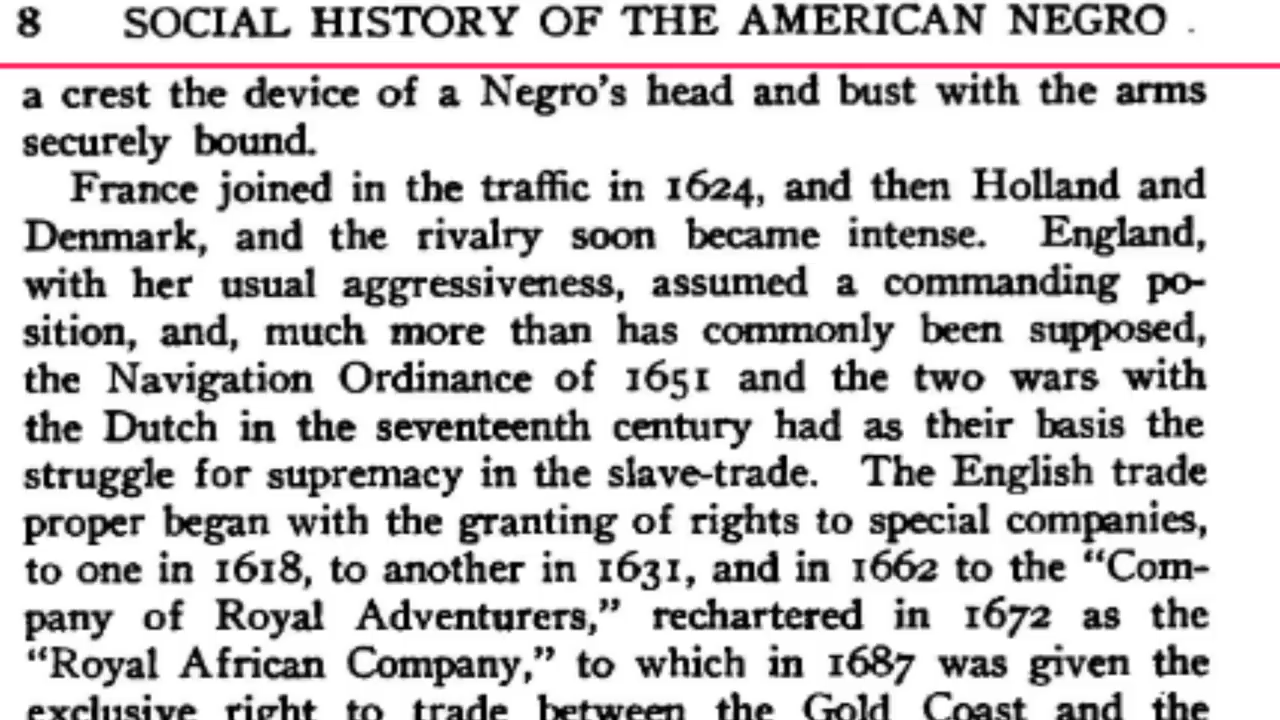 8 SOCIAL HISTORY OF THE AMERICAN NEGRO
a crest the device of a Negro's head and bust with the arms
securely bound.
France joined in the traffic in 1624, and then Holland and
Denmark, and the rivalry soon became intense. England,
with her usual aggressiveness, assumed a commanding po-
sition, and, much more than has commonly been supposed,
the Navigation Ordinance of 1651 and the two wars with
the Dutch in the seventeenth century had as their basis the
struggle for supremacy in the slave-trade. The English trade
proper began with the granting of rights to special companies,
to one in 1618, to another in 1631, and in 1662 to the “Com-
pany of Royal Adventurers,” rechartered in 1672 as the
“Royal African Company,” to which in 1687 was given the
exclusive right to trade between the Gold Coast and the